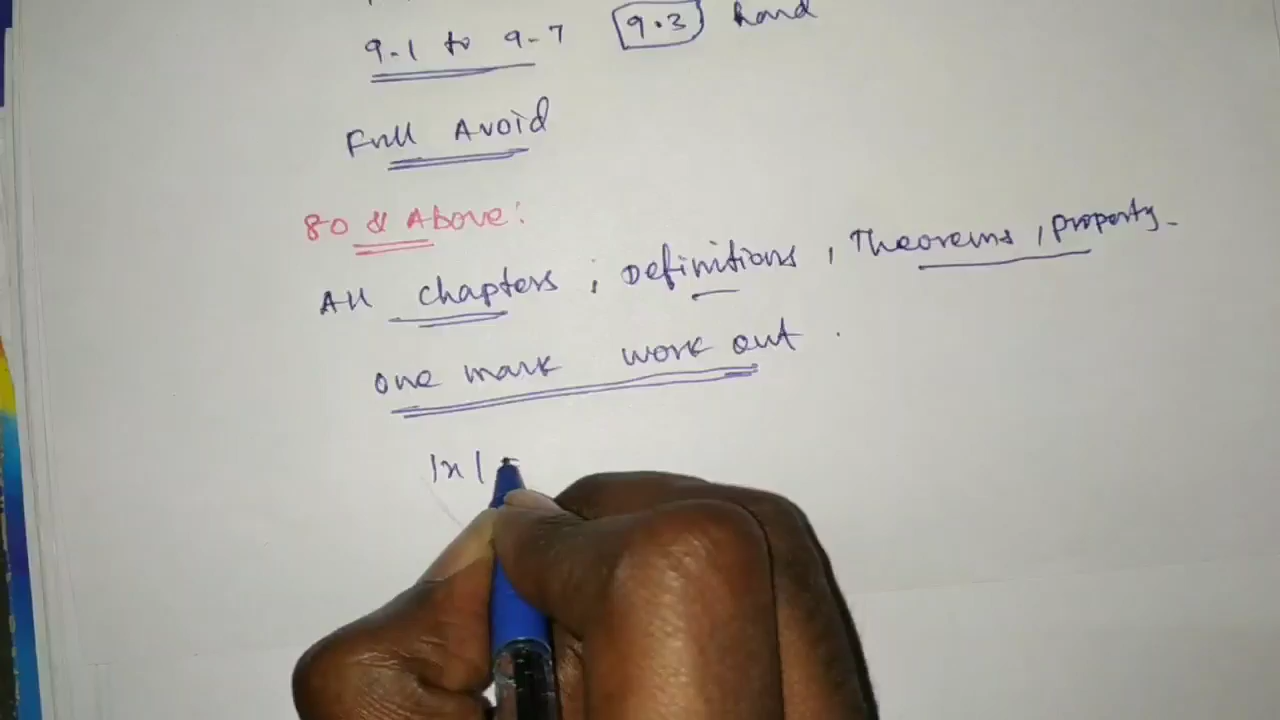 9-1 to 9-7 9.3 hard
Full Avoid
80 & Above:
All chapters ; Definitions , Theorems , property
one mark work out .
|x|